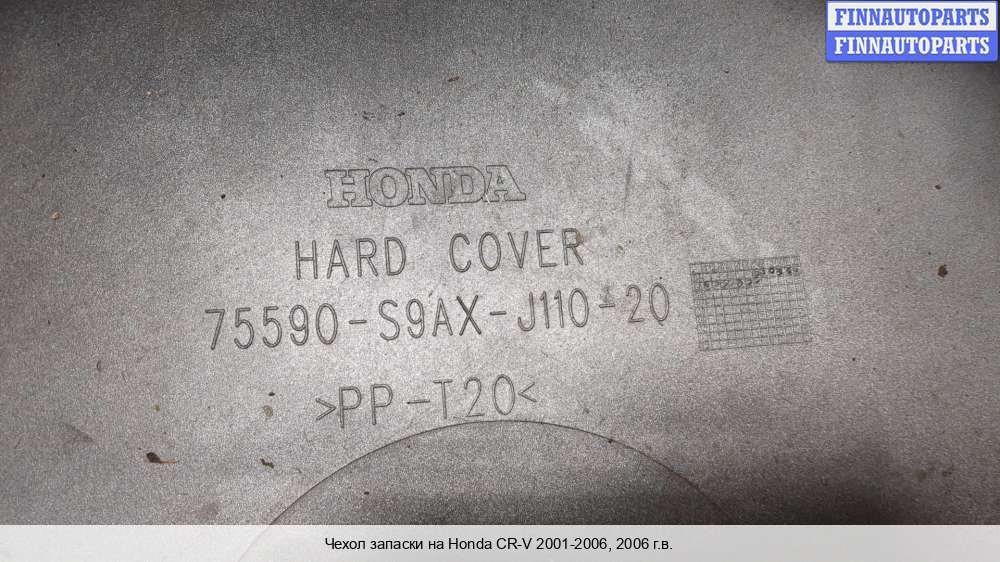 FINNAUTOPARTS
FINNAUTOPARTS
HONDA
HARD COVER
75590-S9AX-J110-20
>PP-T20<
Чехол запаски на Honda CR-V 2001-2006, 2006 г.в.